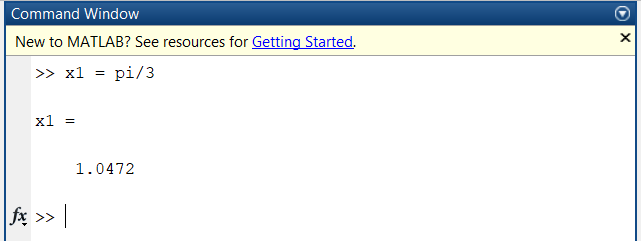 Command Window
New to MATLAB? See resources for Getting Started.
>> x1 = pi/3
x1 =
1.0472
fx >>